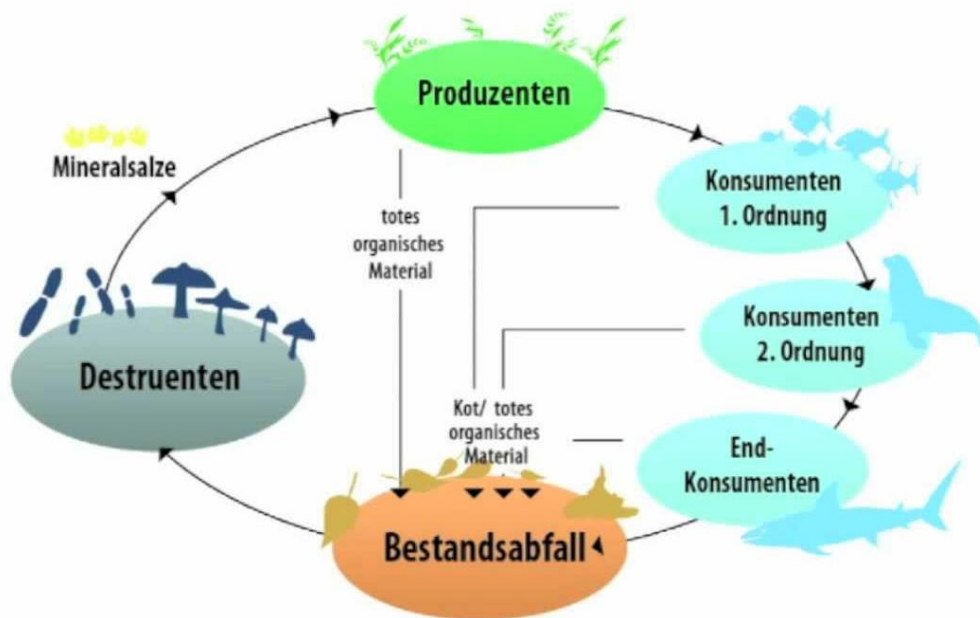 Produzenten
Mineralsalze
Konsumenten
1. Ordnung
totes
organisches
Material
Konsumenten
2. Ordnung
Destruenten
Kot/ totes
organisches
Material
End-
Konsumenten
Bestandsabfall